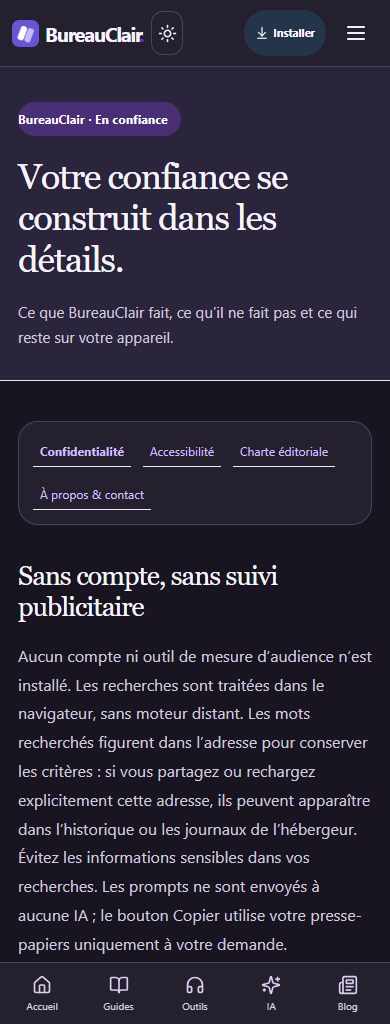 BureauClair
Installer
BureauClair · En confiance
Votre confiance se
construit dans les
détails.
Ce que BureauClair fait, ce qu’il ne fait pas et ce qui
reste sur votre appareil.
Confidentialité
Accessibilité
Charte éditoriale
À propos & contact
Sans compte, sans suivi
publicitaire
Aucun compte ni outil de mesure d’audience n’est
installé. Les recherches sont traitées dans le
navigateur, sans moteur distant. Les mots
recherchés figurent dans l’adresse pour conserver
les critères : si vous partagez ou rechargez
explicitement cette adresse, ils peuvent apparaître
dans l’historique ou les journaux de l’hébergeur.
Évitez les informations sensibles dans vos
recherches. Les prompts ne sont envoyés à
aucune IA ; le bouton Copier utilise votre presse-
papiers uniquement à votre demande.
Accueil
Guides
Outils
IA
Blog